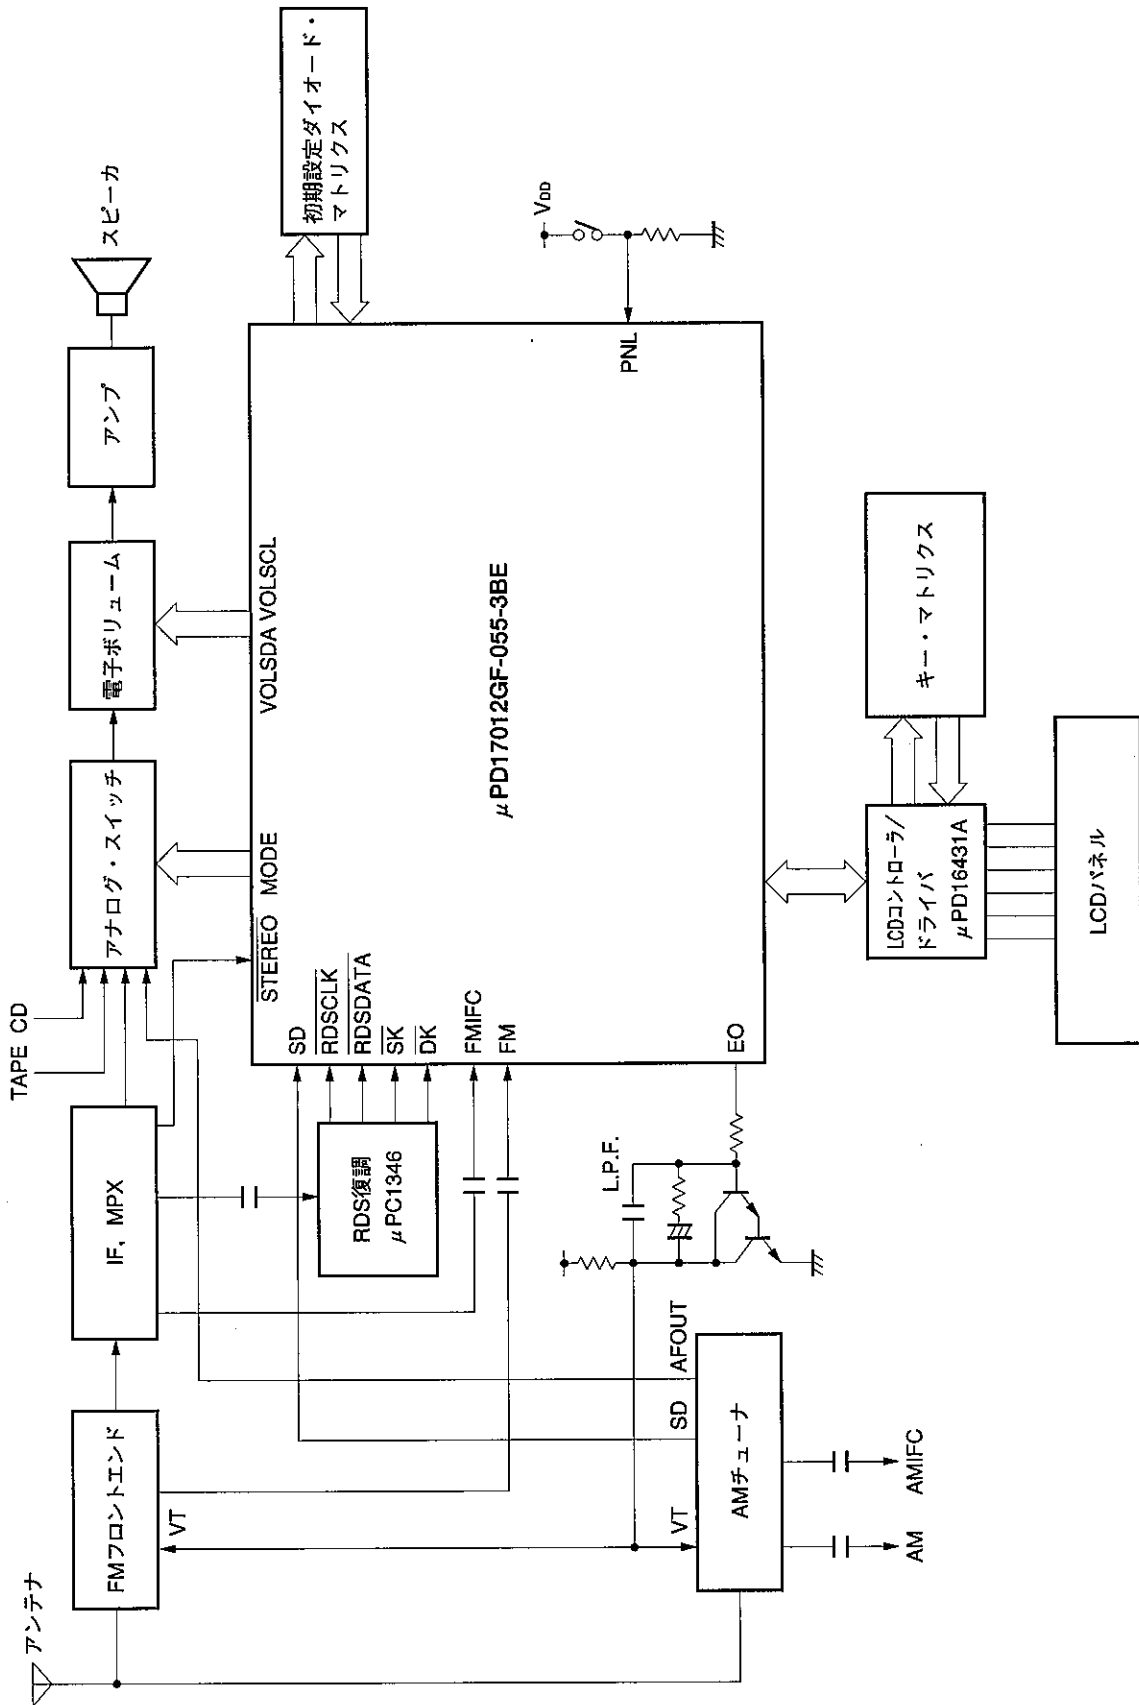 アンテナ
FMフロントエンド
VT
IF, MPX
TAPE CD
アナログ・スイッチ
電子ボリューム
アンプ
スピーカ
初期設定ダイオード・
マトリクス
STEREO
MODE
VOLSDA VOLSCL
SD
RDSCLK
RDSDATA
SK
DK
FMIFC
FM
EO
PNL
VDD
μPD17012GF-055-3BE
RDS復調
μPC1346
L.P.F.
VT
SD
AFOUT
AMチューナ
AM
AMIFC
LCDコントローラ/
ドライバ
μPD16431A
キー・マトリクス
LCDパネル